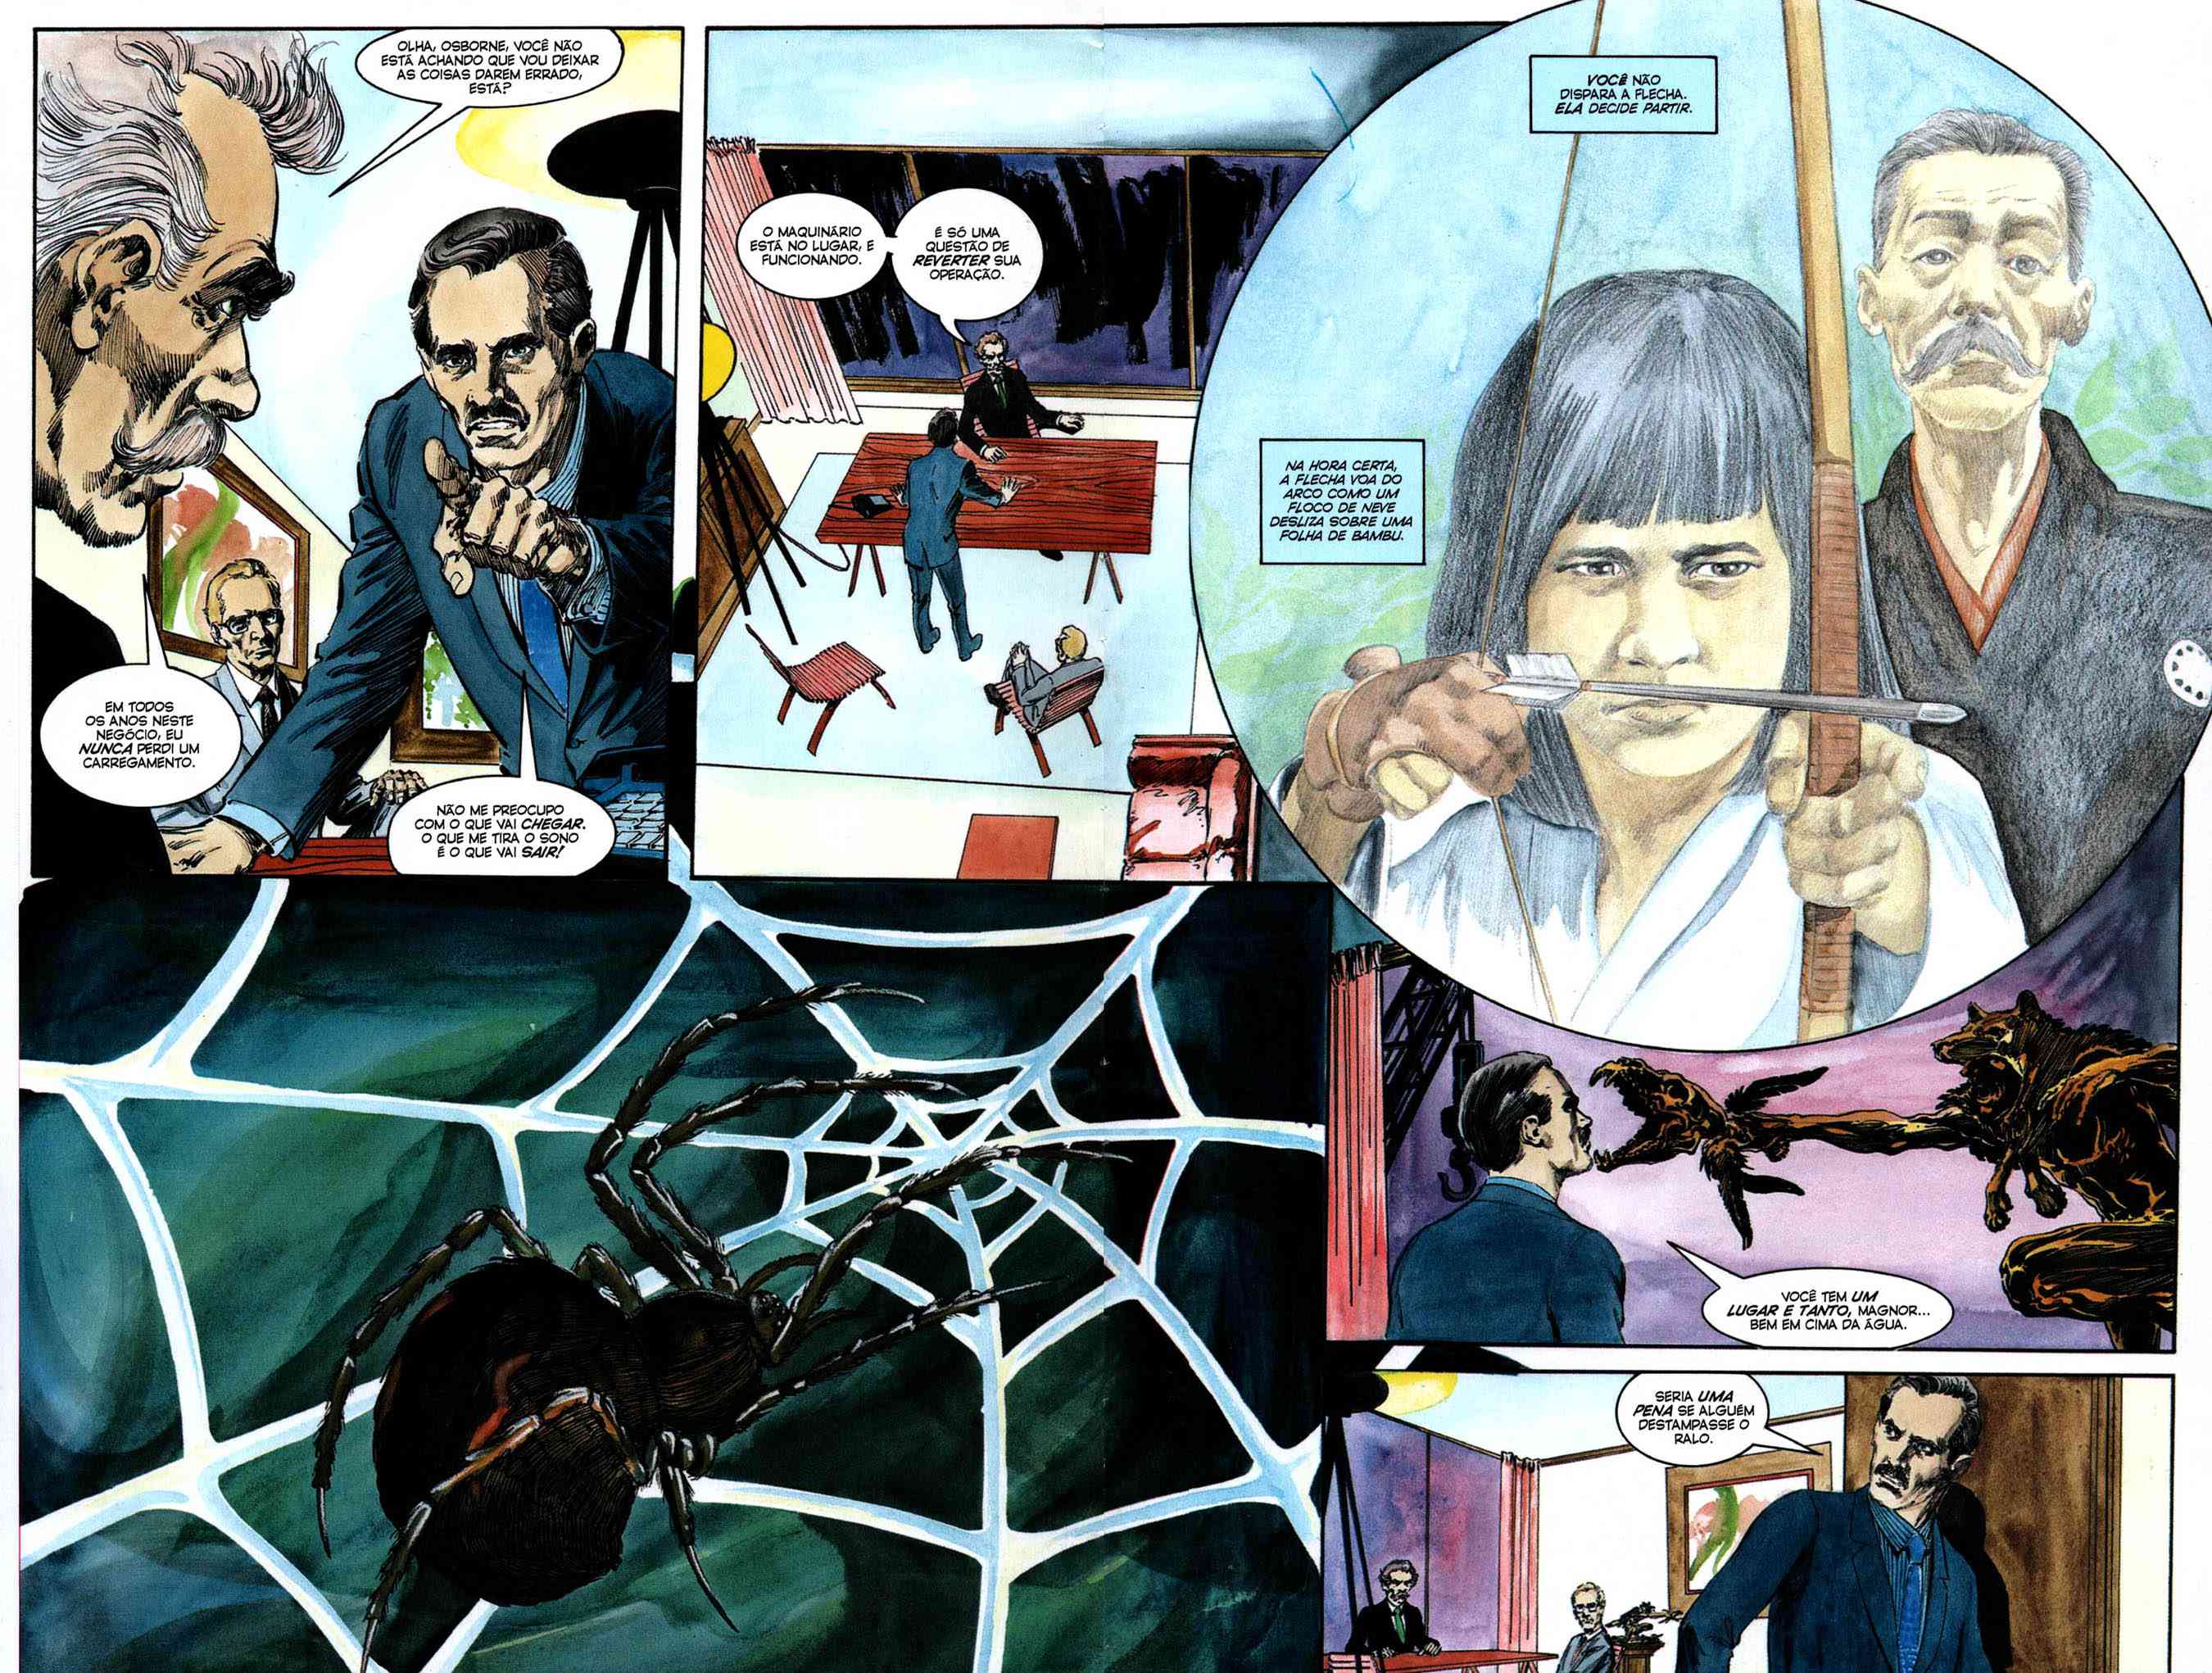 OLHA, OSBORNE, VOCÊ NÃO
ESTÁ ACHANDO QUE VOU DEIXAR
AS COISAS DAREM ERRADO,
ESTÁ?
EM TODOS
OS ANOS NESTE
NEGÓCIO, EU
NUNCA PERDI UM
CARREGAMENTO.
NÃO ME PREOCUPO
COM O QUE VAI CHEGAR.
O QUE ME TIRA O SONO
É O QUE VAI SAIR!
O MAQUINÁRIO
ESTÁ NO LUGAR, E
FUNCIONANDO.
É SÓ UMA
QUESTÃO DE
REVERTER SUA
OPERAÇÃO.
VOCÊ NÃO
DISPARA A FLECHA.
ELA DECIDE PARTIR.
NA HORA CERTA,
A FLECHA VOA DO
ARCO COMO UM
FLOCO DE NEVE
DESLIZA SOBRE UMA
FOLHA DE BAMBU.
VOCÊ TEM UM
LUGAR E TANTO, MAGNOR...
BEM EM CIMA DA ÁGUA.
SERIA UMA
PENA SE ALGUÉM
DESTAMPASSE O
RALO.